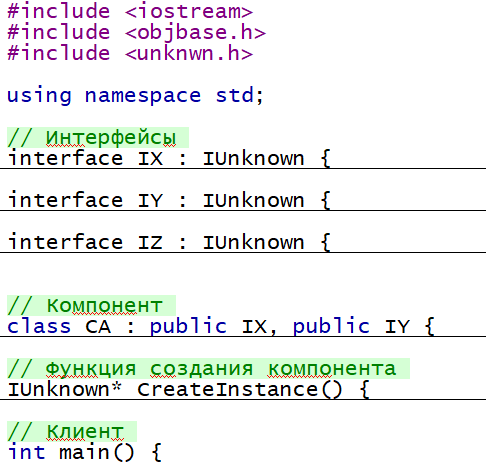 #include <iostream>
#include <objbase.h>
#include <unknwn.h>
using namespace std;
// Интерфейсы
interface IX : IUnknown {
interface IY : IUnknown {
interface IZ : IUnknown {
// Компонент
class CA : public IX, public IY {
// Функция создания компонента
IUnknown* CreateInstance() {
// Клиент
int main() {